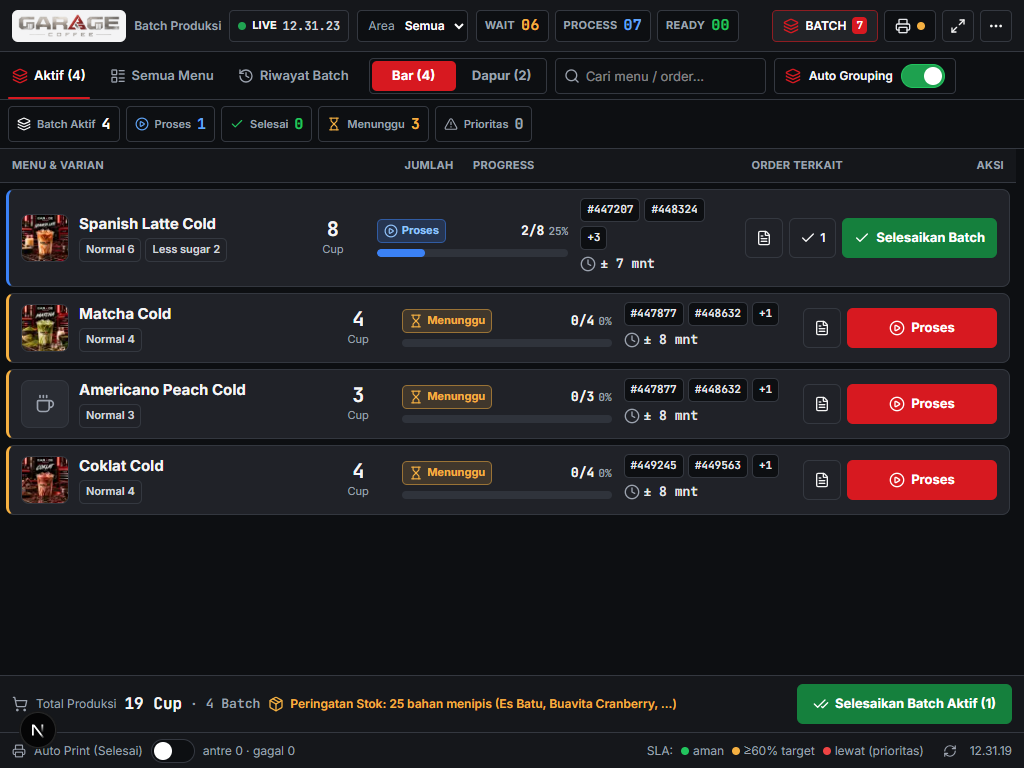 GARAGE
COFFEE
Batch Produksi
LIVE 12.31.23
Area Semua
WAIT 06
PROCESS 07
READY 00
BATCH 7
Aktif (4)
Semua Menu
Riwayat Batch
Bar (4)
Dapur (2)
Cari menu / order...
Auto Grouping
Batch Aktif 4
Proses 1
Selesai 0
Menunggu 3
Prioritas 0
MENU & VARIAN JUMLAH PROGRESS ORDER TERKAIT AKSI
Spanish Latte Cold
Normal 6 Less sugar 2
8
Cup
Proses 2/8 25%
#447207 #448324
+3
± 7 mnt
1
Selesaikan Batch
MATCHA
Matcha Cold
Normal 4
4
Cup
Menunggu 0/4 0%
#447877 #448632 +1
± 8 mnt
Proses
Americano Peach Cold
Normal 3
3
Cup
Menunggu 0/3 0%
#447877 #448632 +1
± 8 mnt
Proses
COKLAT
Coklat Cold
Normal 4
4
Cup
Menunggu 0/4 0%
#449245 #449563 +1
± 8 mnt
Proses
Total Produksi 19 Cup · 4 Batch
Peringatan Stok: 25 bahan menipis (Es Batu, Buavita Cranberry, ...)
Selesaikan Batch Aktif (1)
N
Auto Print (Selesai)
antre 0 · gagal 0
SLA: aman ≥60% target lewat (prioritas)
12.31.19